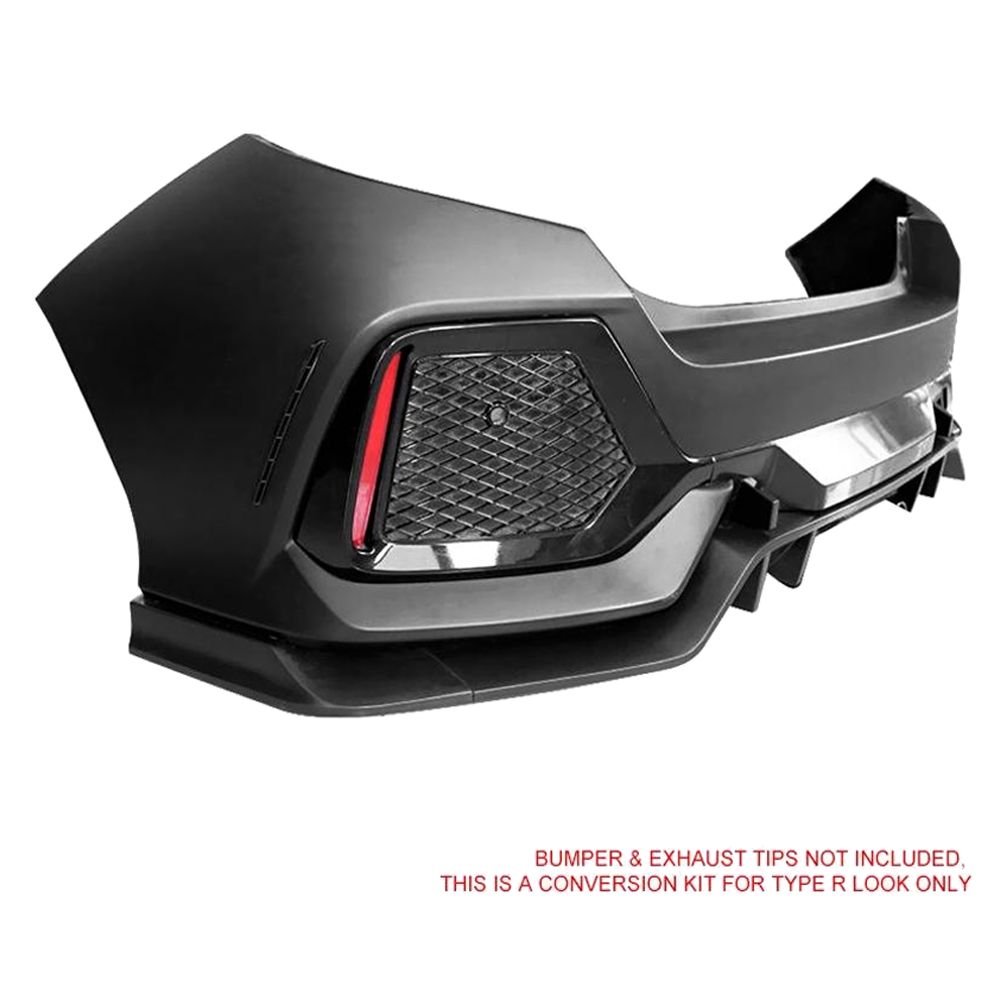 BUMPER & EXHAUST TIPS NOT INCLUDED,
THIS IS A CONVERSION KIT FOR TYPE R LOOK ONLY